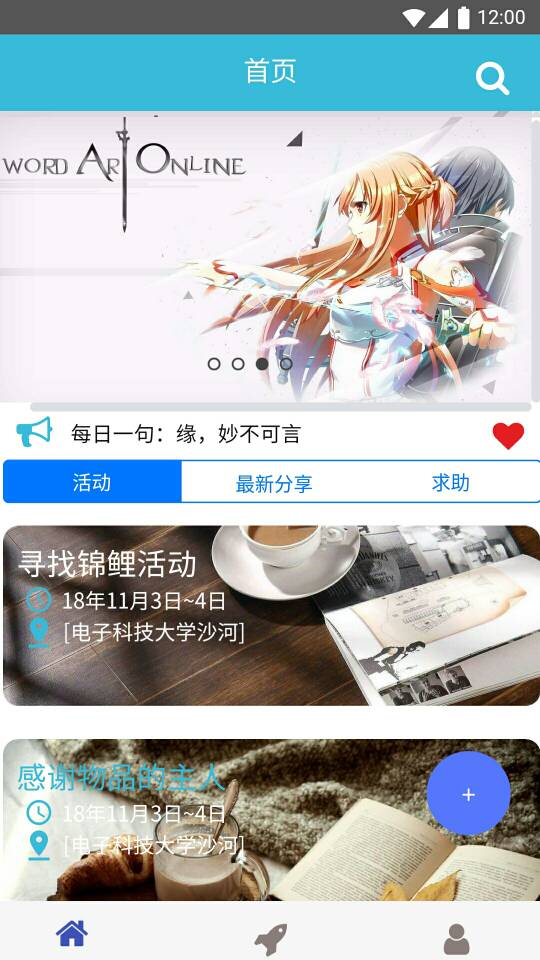 12:00
首页
WORD ART ONLINE
每日一句：缘，妙不可言
活动
最新分享
求助
寻找锦鲤活动
18年11月3日~4日
[电子科技大学沙河]
感谢物品的主人
18年11月3日~4日
[电子科技大学沙河]
+